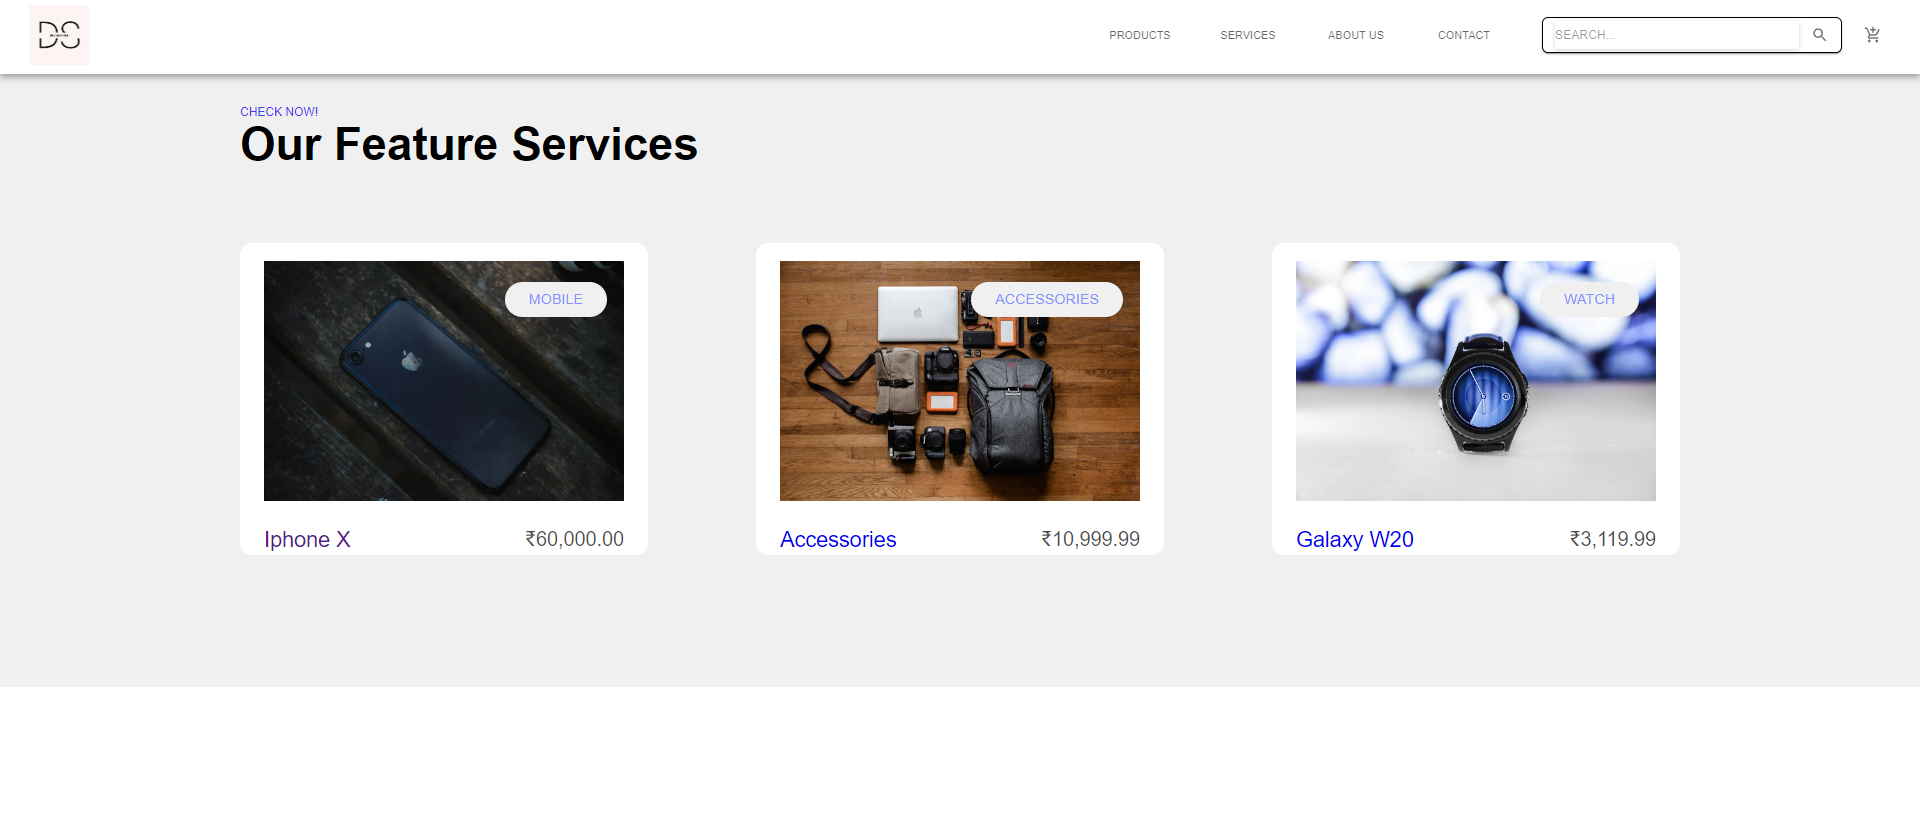 DS
PRODUCTS SERVICES ABOUT US CONTACT SEARCH...
CHECK NOW!
Our Feature Services
MOBILE
ACCESSORIES
WATCH
Iphone X ₹60,000.00
Accessories ₹10,999.99
Galaxy W20 ₹3,119.99